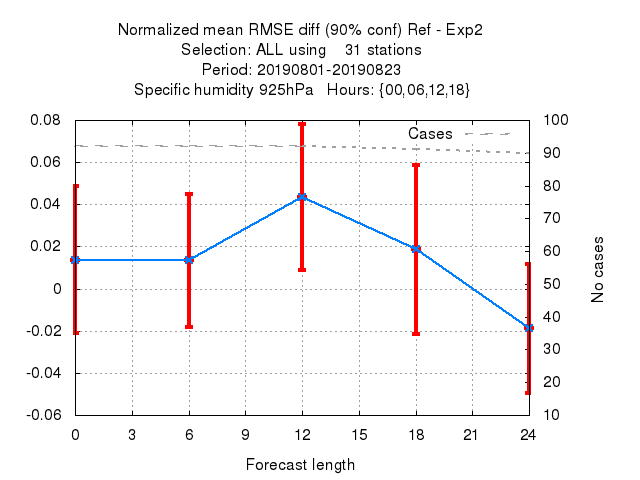 Normalized mean RMSE diff (90% conf) Ref - Exp2
Selection: ALL using    31 stations
Period: 20190801-20190823
Specific humidity 925hPa   Hours: {00,06,12,18}
Cases
0.08
0.06
0.04
0.02
0
-0.02
-0.04
-0.06
100
90
80
70
60
50
40
30
20
10
No cases
0 3 6 9 12 15 18 21 24
Forecast length